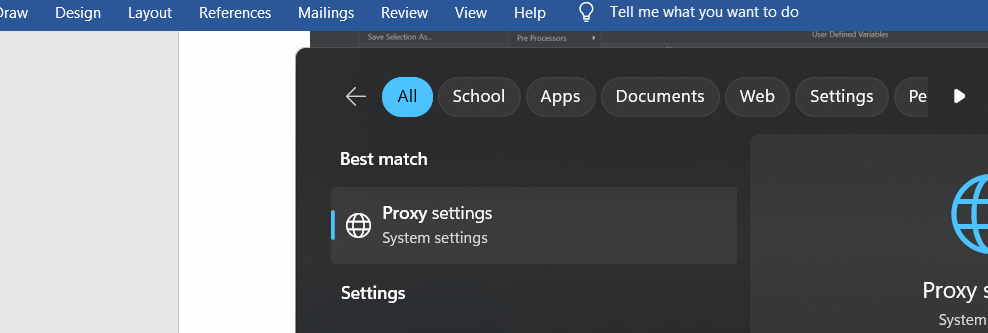 Draw Design Layout References Mailings Review View Help Tell me what you want to do
Save Selection As... Pre Processors User Defined Variables
All School Apps Documents Web Settings Pe
Best match
Proxy settings
System settings
Settings
Proxy s
System